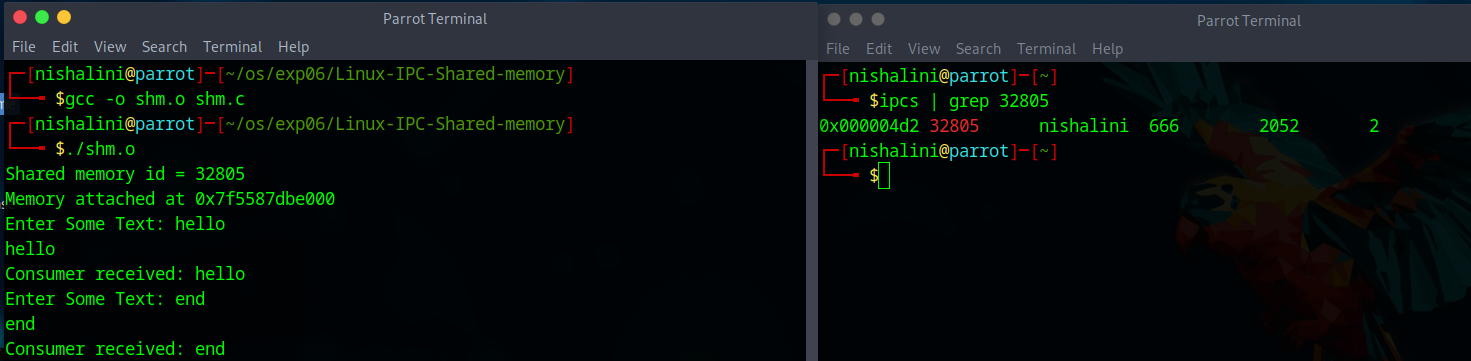 Parrot Terminal
File Edit View Search Terminal Help
┌─[nishalini@parrot]─[~/os/exp06/Linux-IPC-Shared-memory]
└──╼ $gcc -o shm.o shm.c
┌─[nishalini@parrot]─[~/os/exp06/Linux-IPC-Shared-memory]
└──╼ $./shm.o
Shared memory id = 32805
Memory attached at 0x7f5587dbe000
Enter Some Text: hello
hello
Consumer received: hello
Enter Some Text: end
end
Consumer received: end
Parrot Terminal
File Edit View Search Terminal Help
┌─[nishalini@parrot]─[~]
└──╼ $ipcs | grep 32805
0x000004d2 32805 nishalini 666 2052 2
┌─[nishalini@parrot]─[~]
└──╼ $